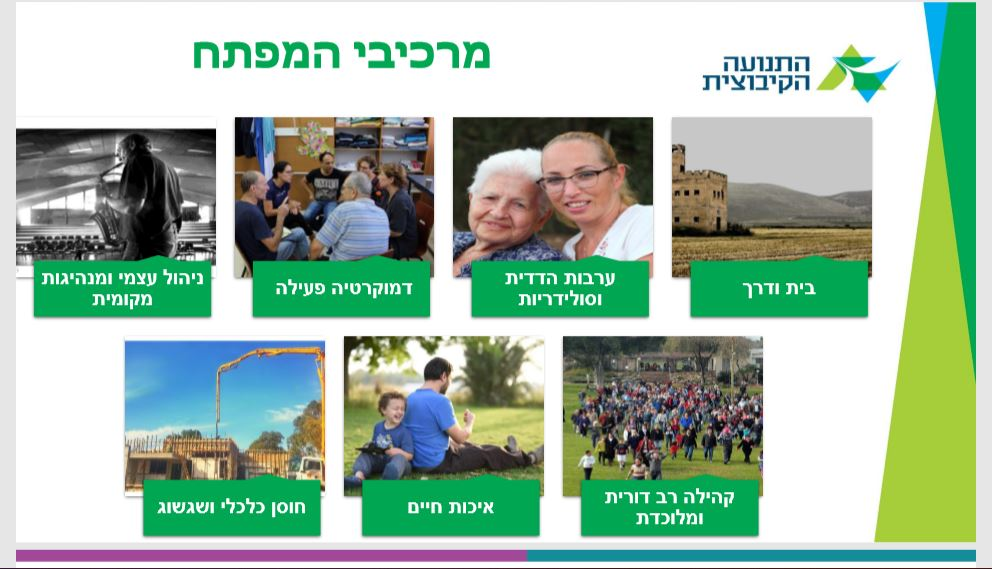 מרכיבי המפתח
התנועה
הקיבוצית
בית ודרך
ערבות הדדית
וסולידריות
דמוקרטיה פעילה
ניהול עצמי ומנהיגות
מקומית
קהילה רב דורית
ומלוכדת
איכות חיים
חוסן כלכלי ושגשוג